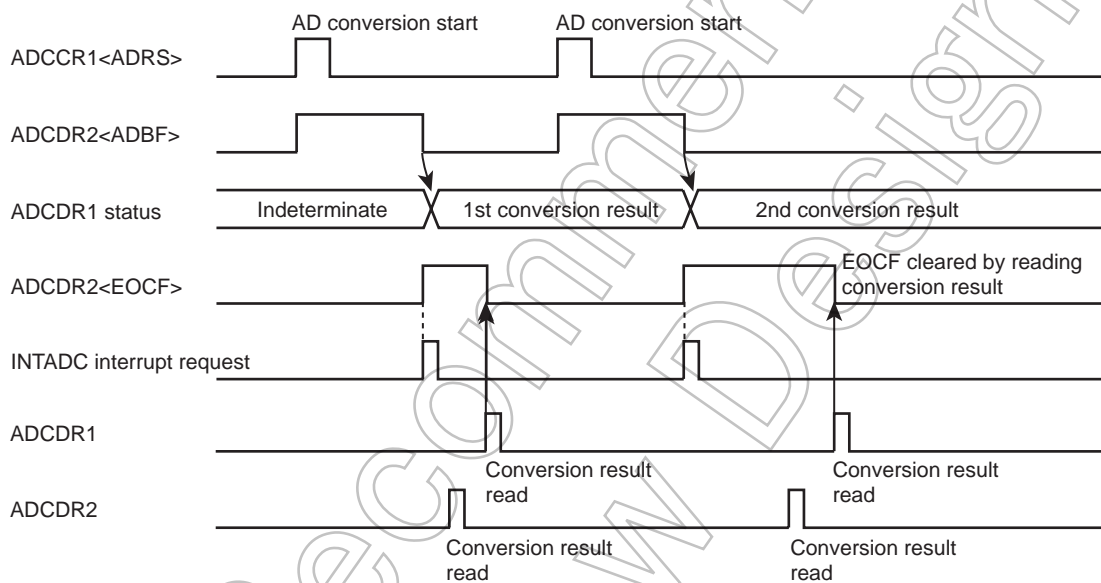 AD conversion start
AD conversion start
ADCCR1<ADRS>
ADCDR2<ADBF>
ADCDR1 status
Indeterminate
1st conversion result
2nd conversion result
ADCDR2<EOCF>
EOCF cleared by reading
conversion result
INTADC interrupt request
ADCDR1
Conversion result
read
Conversion result
read
ADCDR2
Conversion result
read
Conversion result
read